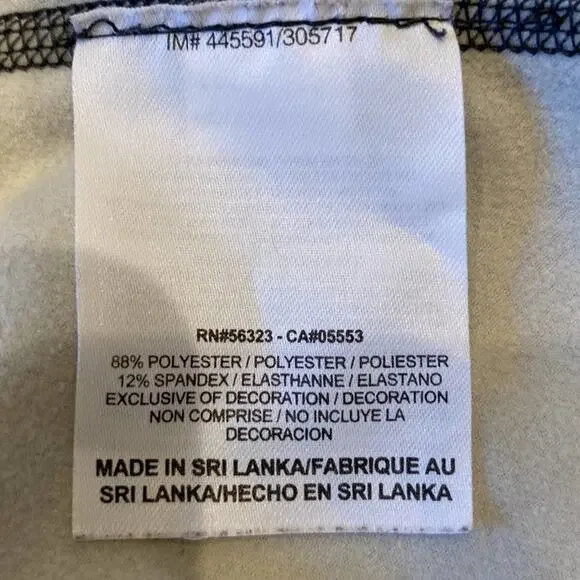 IM# 445591/305717
RN#56323 - CA#05553
88% POLYESTER / POLYESTER / POLIESTER
12% SPANDEX / ELASTHANNE / ELASTANO
EXCLUSIVE OF DECORATION / DECORATION
NON COMPRISE / NO INCLUYE LA
DECORACION
MADE IN SRI LANKA/FABRIQUE AU
SRI LANKA/HECHO EN SRI LANKA